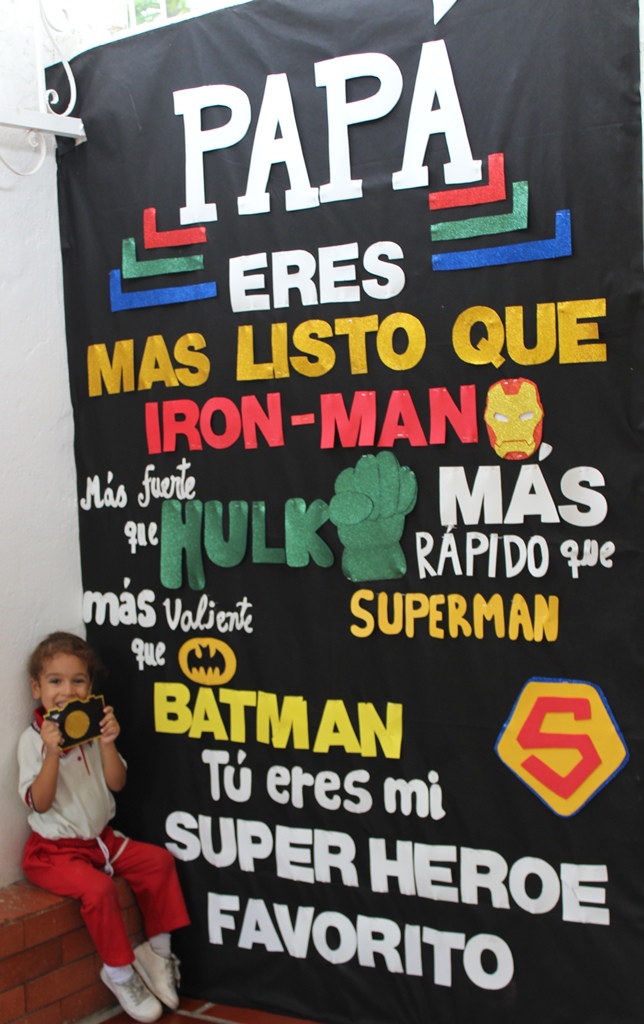 PAPÁ
ERES
MAS LISTO QUE
IRON-MAN
Más fuerte que HULK
MÁS RÁPIDO que
SUPERMAN
más valiente que
BATMAN
S
Tú eres mi
SUPER HEROE
FAVORITO